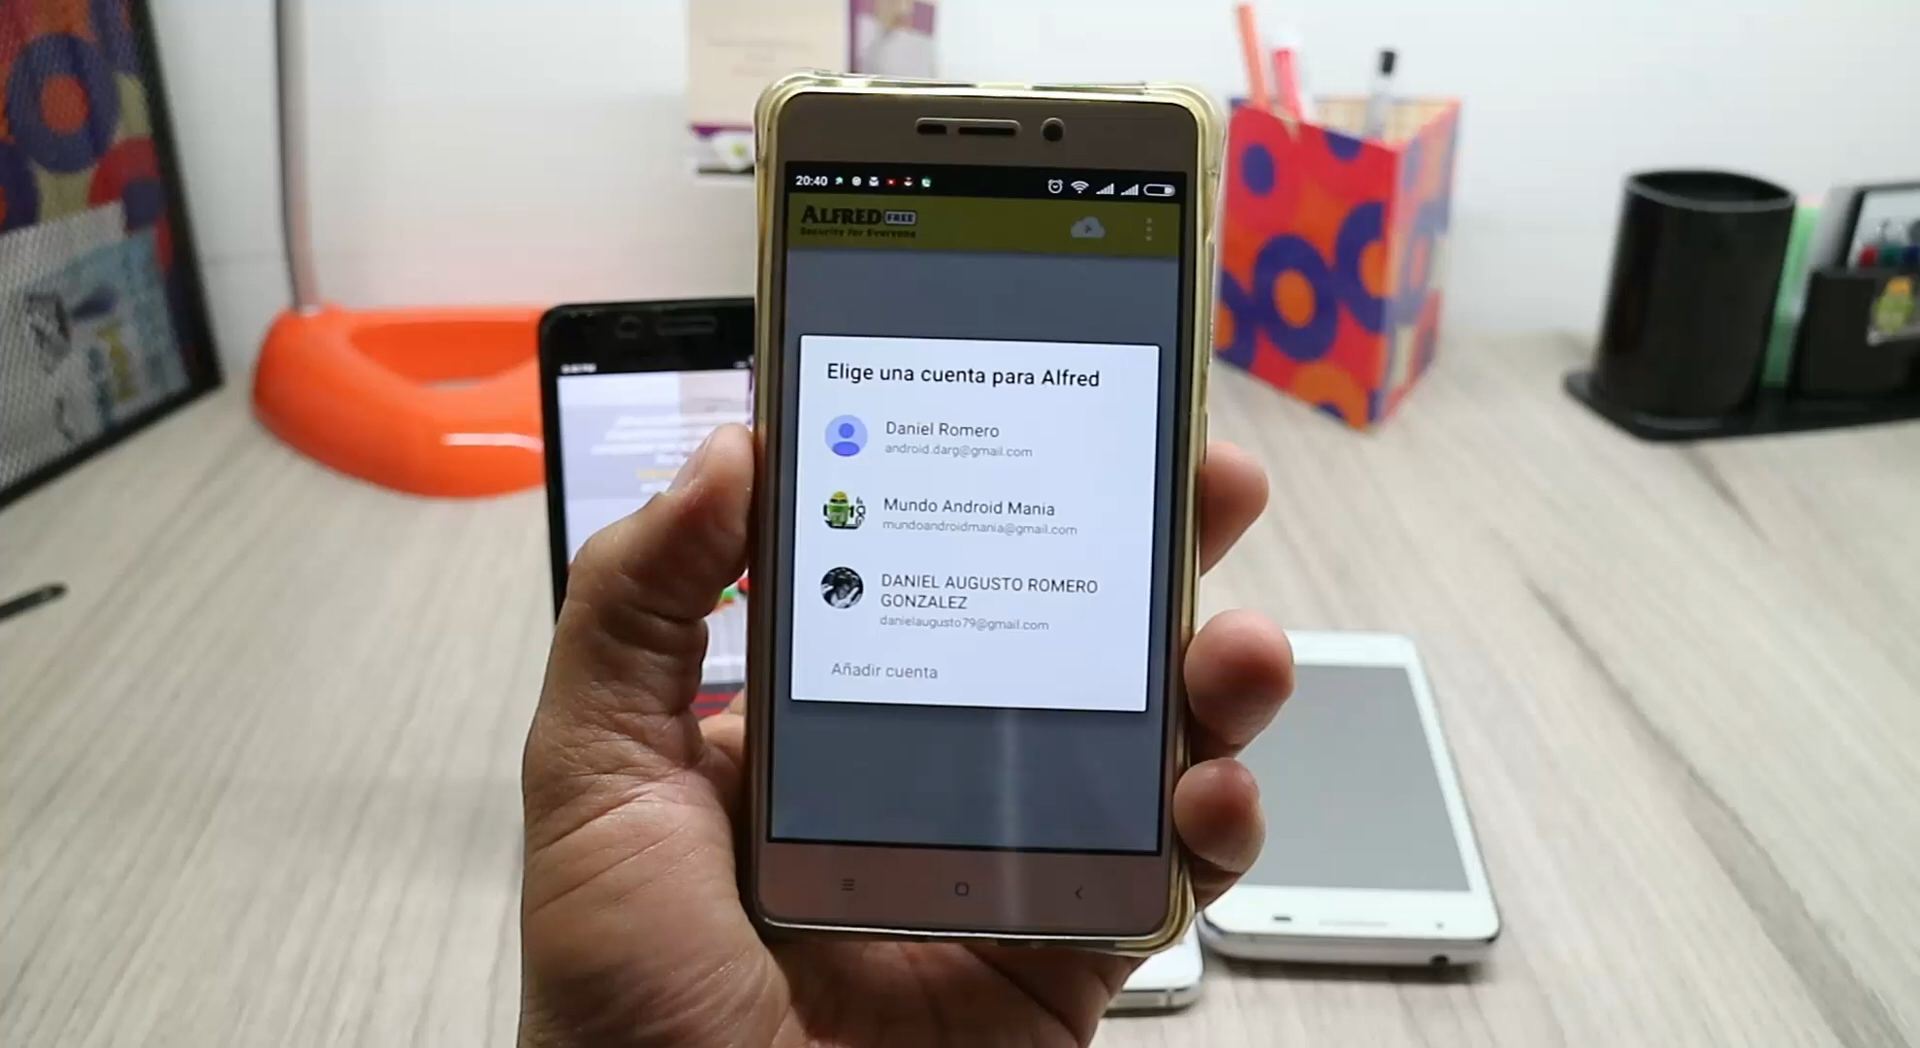 20:40
ALFRED FREE
Security for Everyone
Elige una cuenta para Alfred
Daniel Romero
android.darg@gmail.com
Mundo Android Mania
mundoandroidmania@gmail.com
DANIEL AUGUSTO ROMERO
GONZALEZ
danielaugusto79@gmail.com
Añadir cuenta